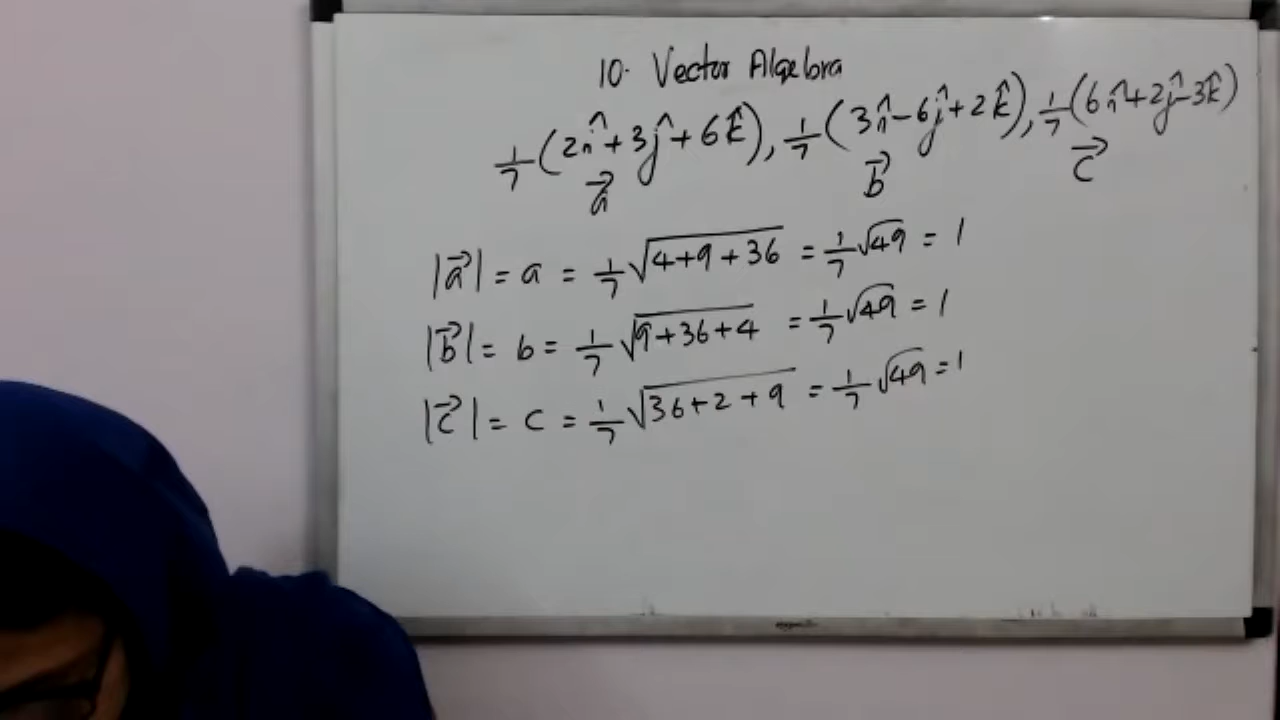 10. Vector Algebra
1/7 (2î + 3ĵ + 6k̂), 1/7 (3î - 6ĵ + 2k̂), 1/7 (6î + 2ĵ - 3k̂)
a⃗ b⃗ c⃗
|a⃗| = a = 1/7 √(4+9+36) = 1/7 √49 = 1
|b⃗| = b = 1/7 √(9+36+4) = 1/7 √49 = 1
|c⃗| = c = 1/7 √(36+2+9) = 1/7 √49 = 1